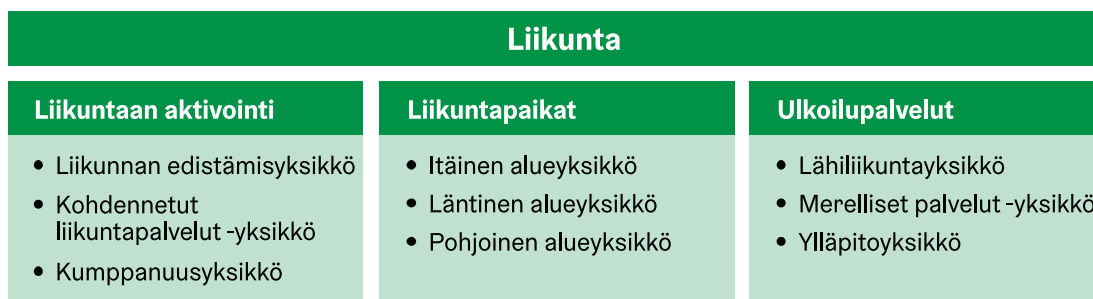 Liikunta
Liikuntaan aktivointi
• Liikunnan edistämisyksikkö
• Kohdennetut
liikuntapalvelut -yksikkö
• Kumppanuusyksikkö
Liikuntapaikat
• Itäinen alueyksikkö
• Läntinen alueyksikkö
• Pohjoinen alueyksikkö
Ulkoilupalvelut
• Lähiliikuntayksikkö
• Merelliset palvelut -yksikkö
• Ylläpitoyksikkö